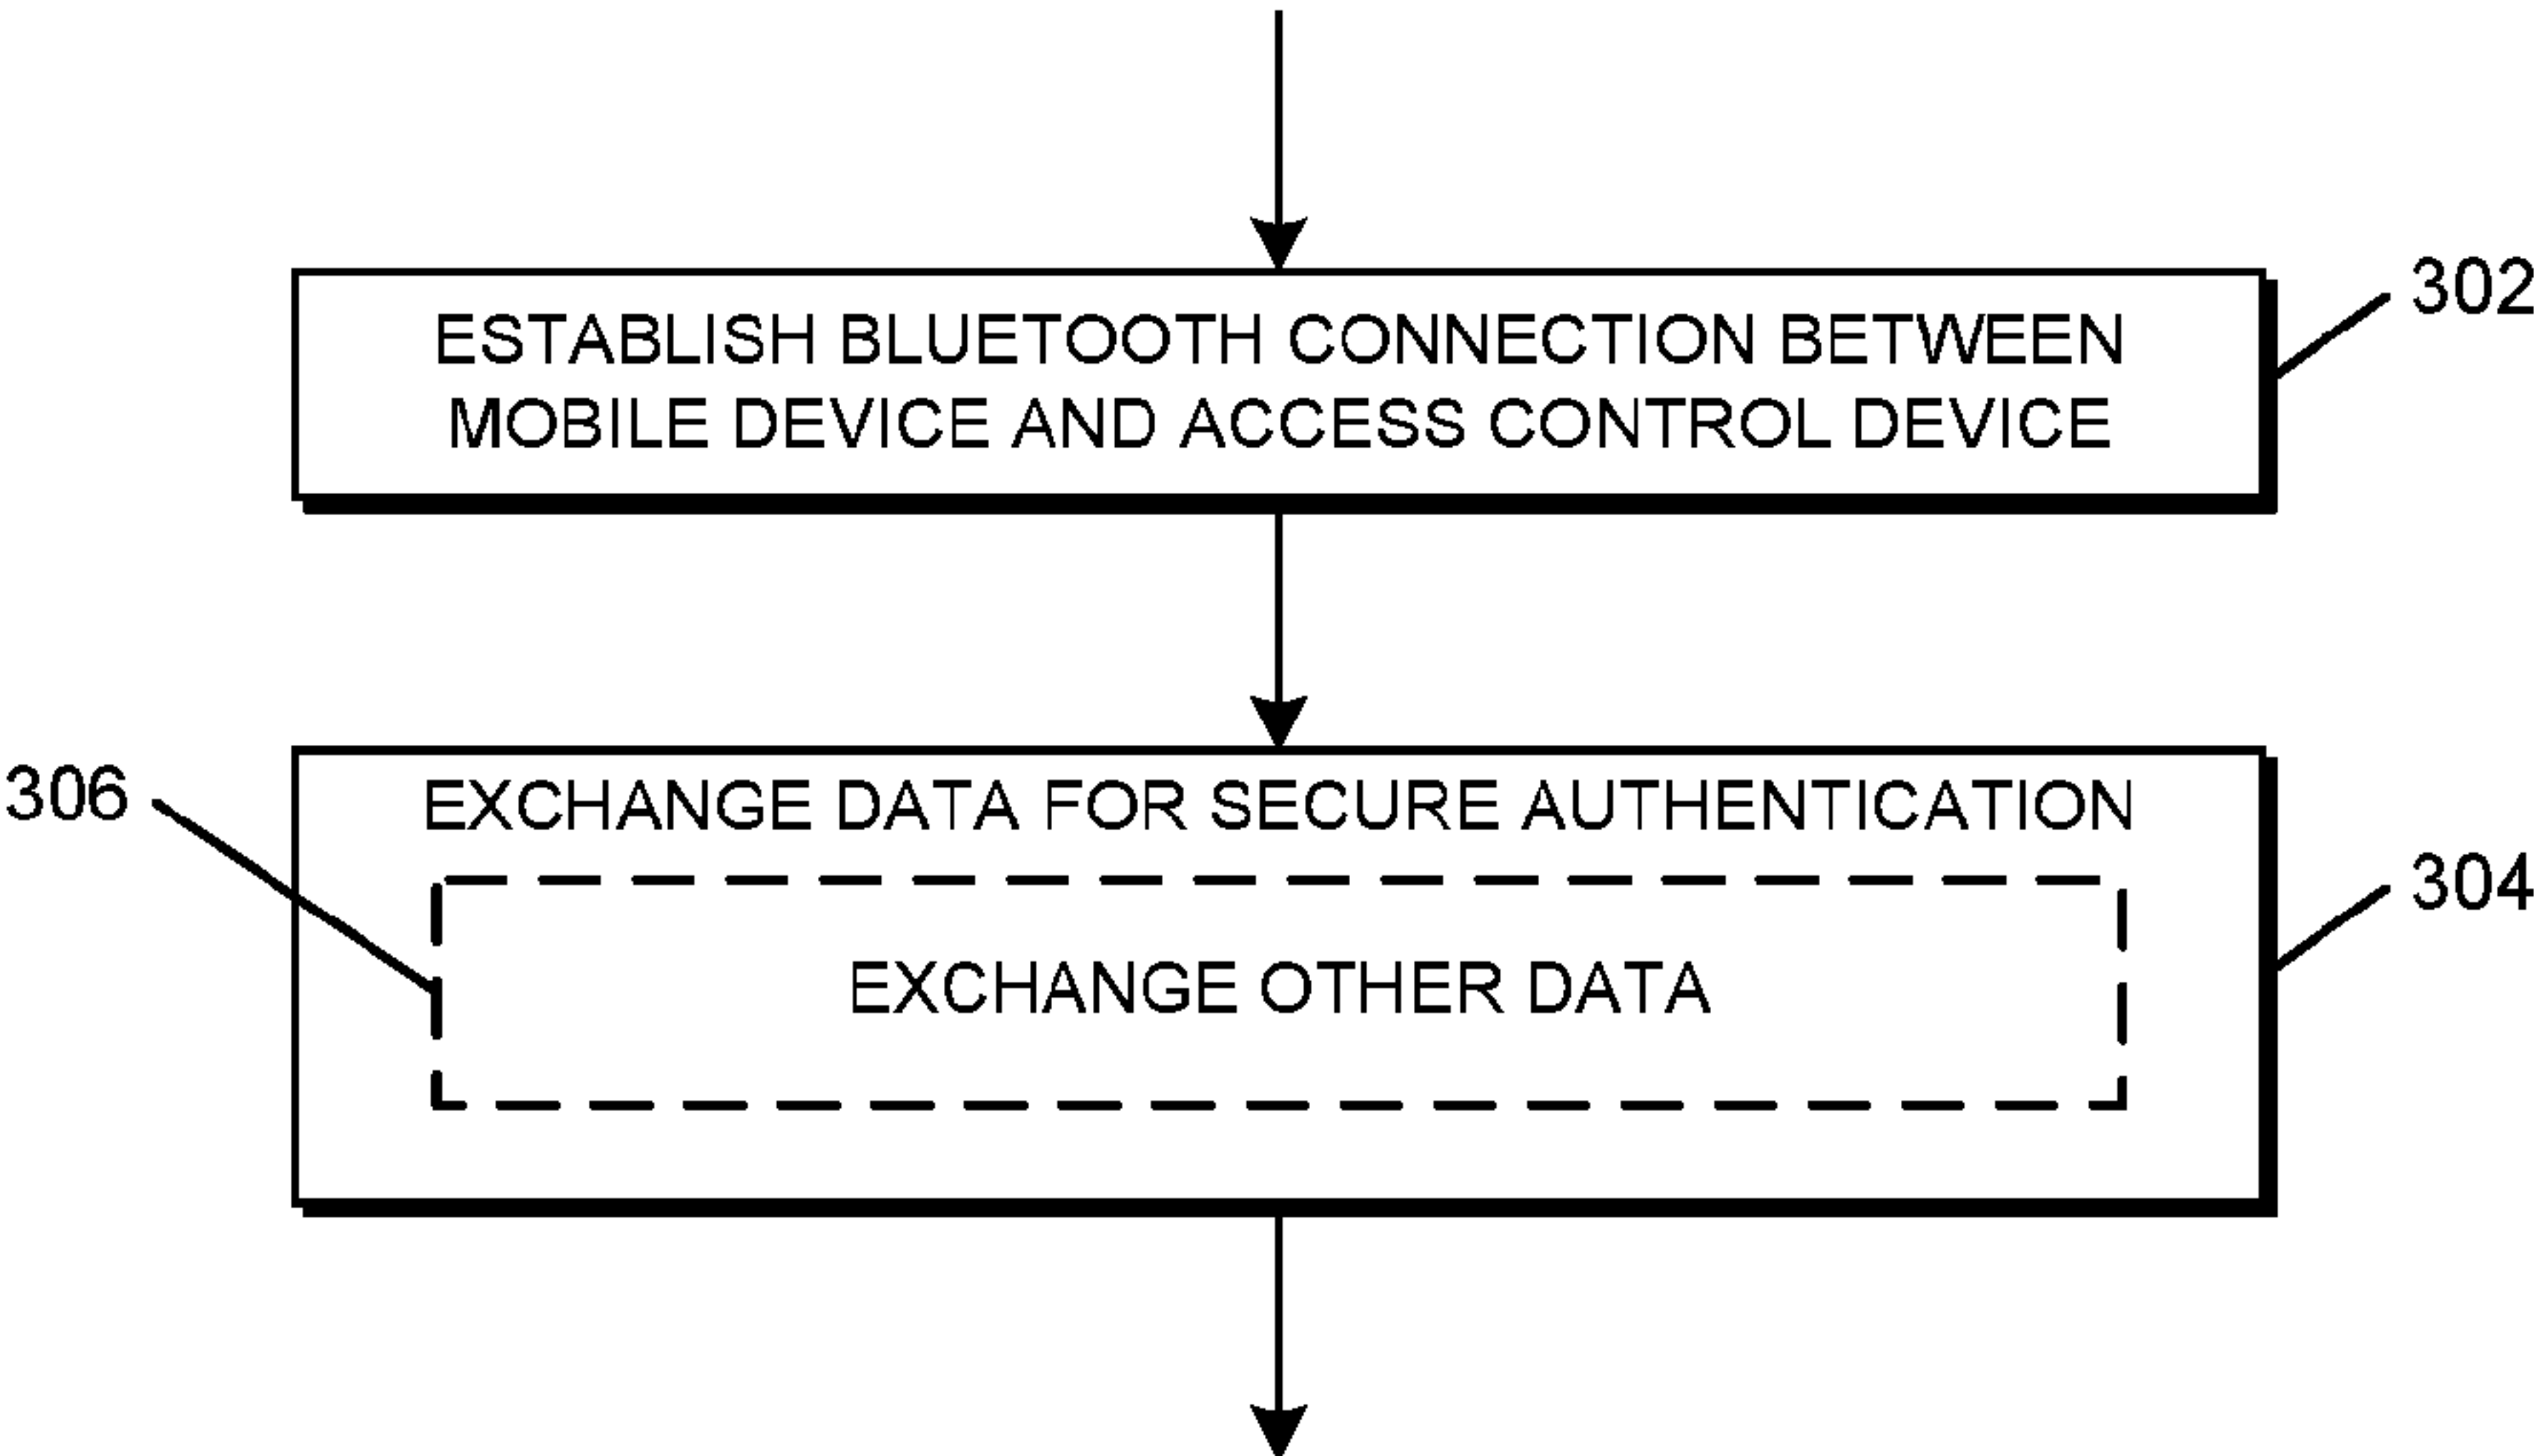 302
ESTABLISH BLUETOOTH CONNECTION BETWEEN
MOBILE DEVICE AND ACCESS CONTROL DEVICE
306
EXCHANGE DATA FOR SECURE AUTHENTICATION
304
EXCHANGE OTHER DATA